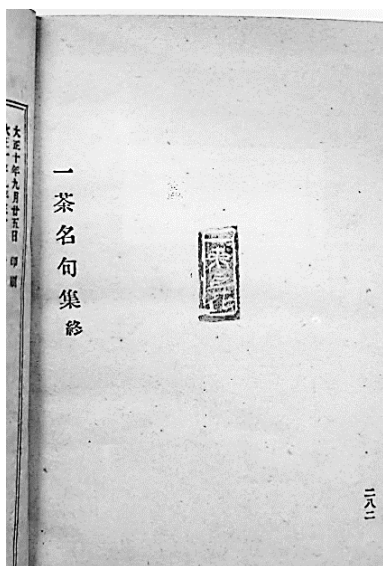 二八二
一茶名句集終
大正十年九月廿五日 印刷